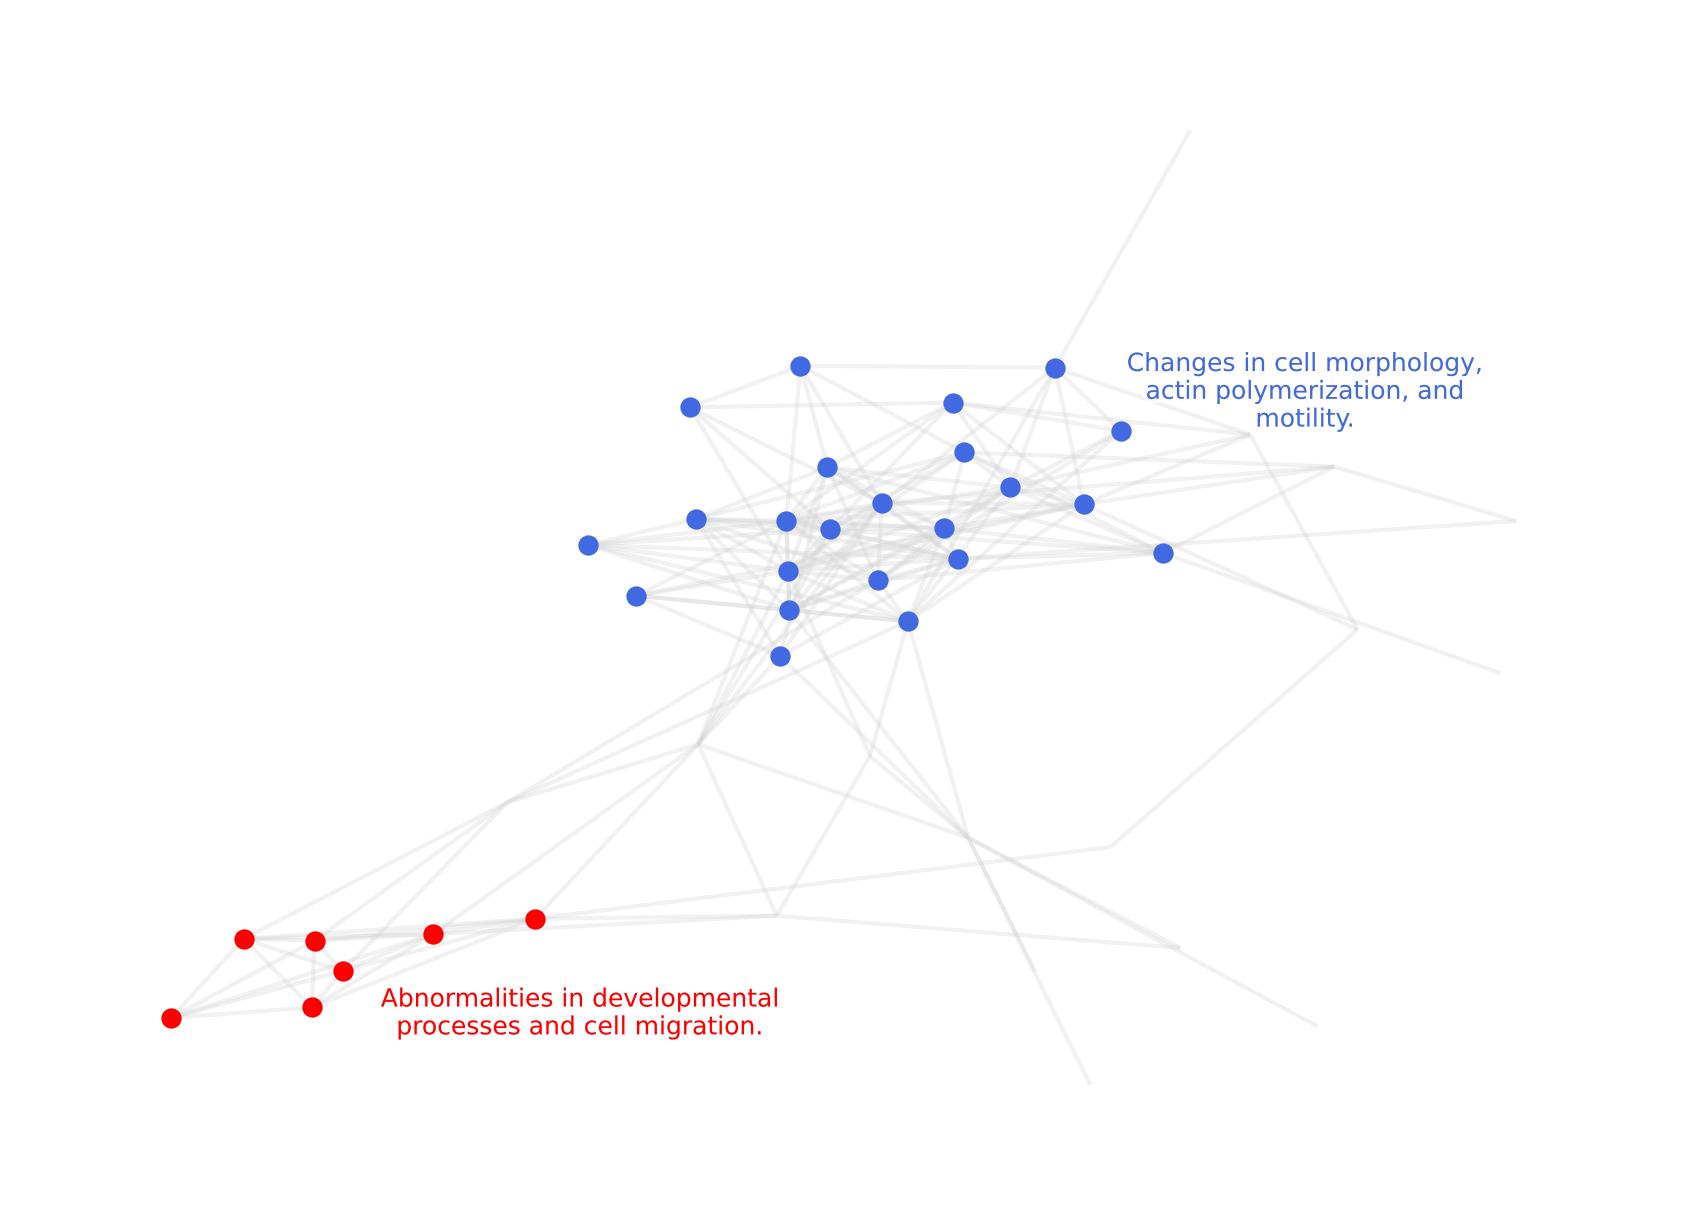 Changes in cell morphology,
actin polymerization, and
motility.
Abnormalities in developmental
processes and cell migration.